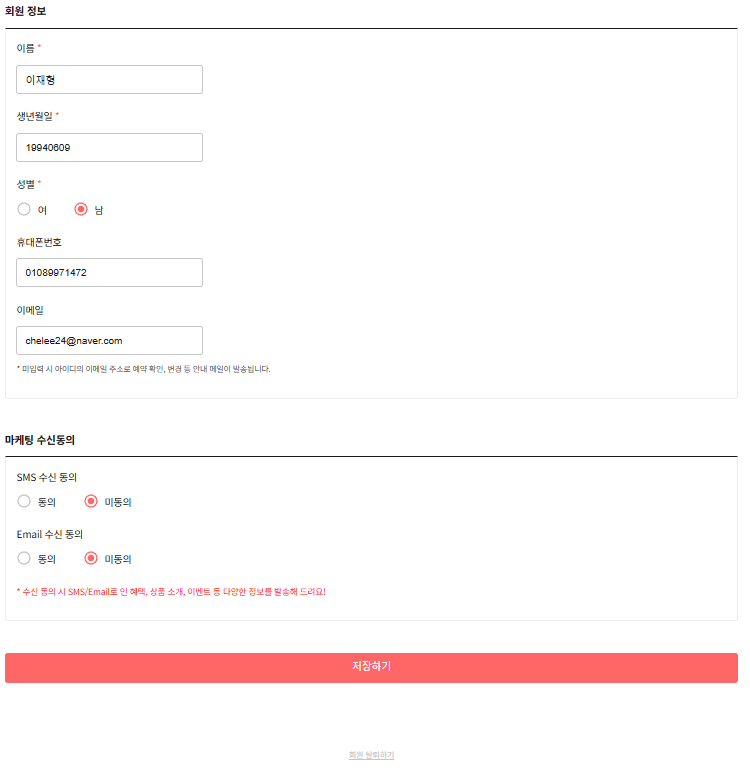 회원 정보
이름 *
이재형
생년월일 *
19940609
성별 *
여 남
휴대폰번호
01089971472
이메일
chelee24@naver.com
* 미입력 시 아이디의 이메일 주소로 예약 확인, 변경 등 안내 메일이 발송됩니다.
마케팅 수신동의
SMS 수신 동의
동의 미동의
Email 수신 동의
동의 미동의
* 수신 동의 시 SMS/Email로 인 혜택, 상품 소개, 이벤트 등 다양한 정보를 발송해 드려요!
저장하기
회원 탈퇴하기